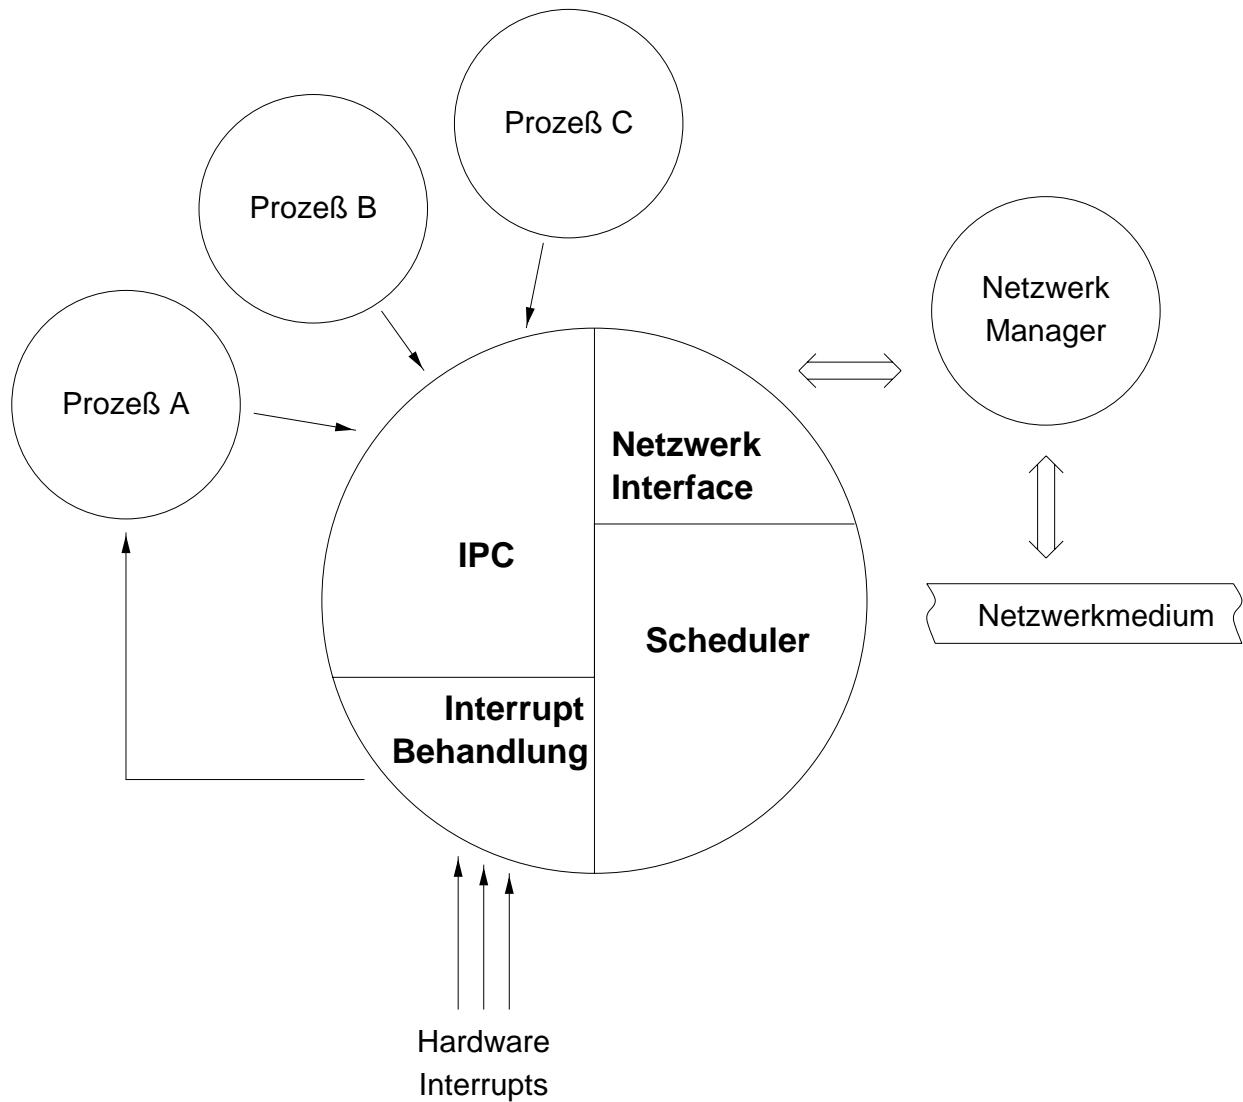 Prozeß C
Prozeß B
Prozeß A
Netzwerk
Manager
Netzwerk
Interface
IPC
Scheduler
Netzwerkmedium
Interrupt
Behandlung
Hardware
Interrupts